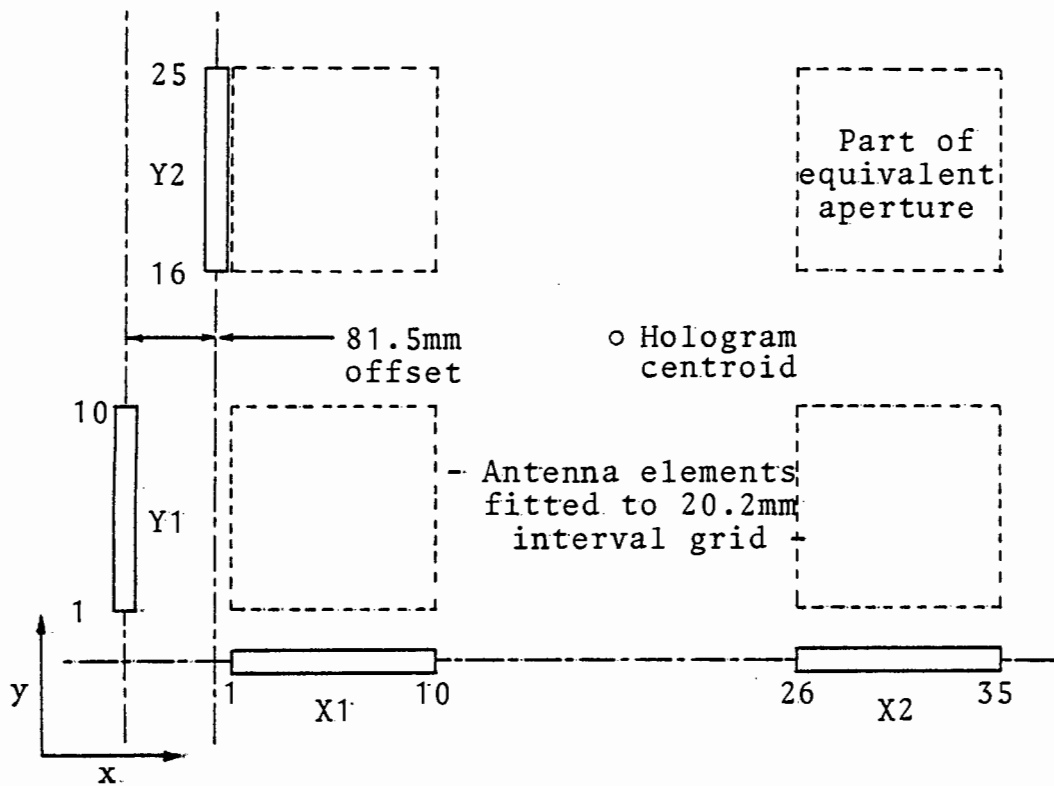 25
Y2
16
Part of
equivalent
aperture
81.5mm
offset
Hologram
centroid
10
Y1
1
Antenna elements
fitted to 20.2mm
interval grid
1 10 26 35
X1 X2
y
x